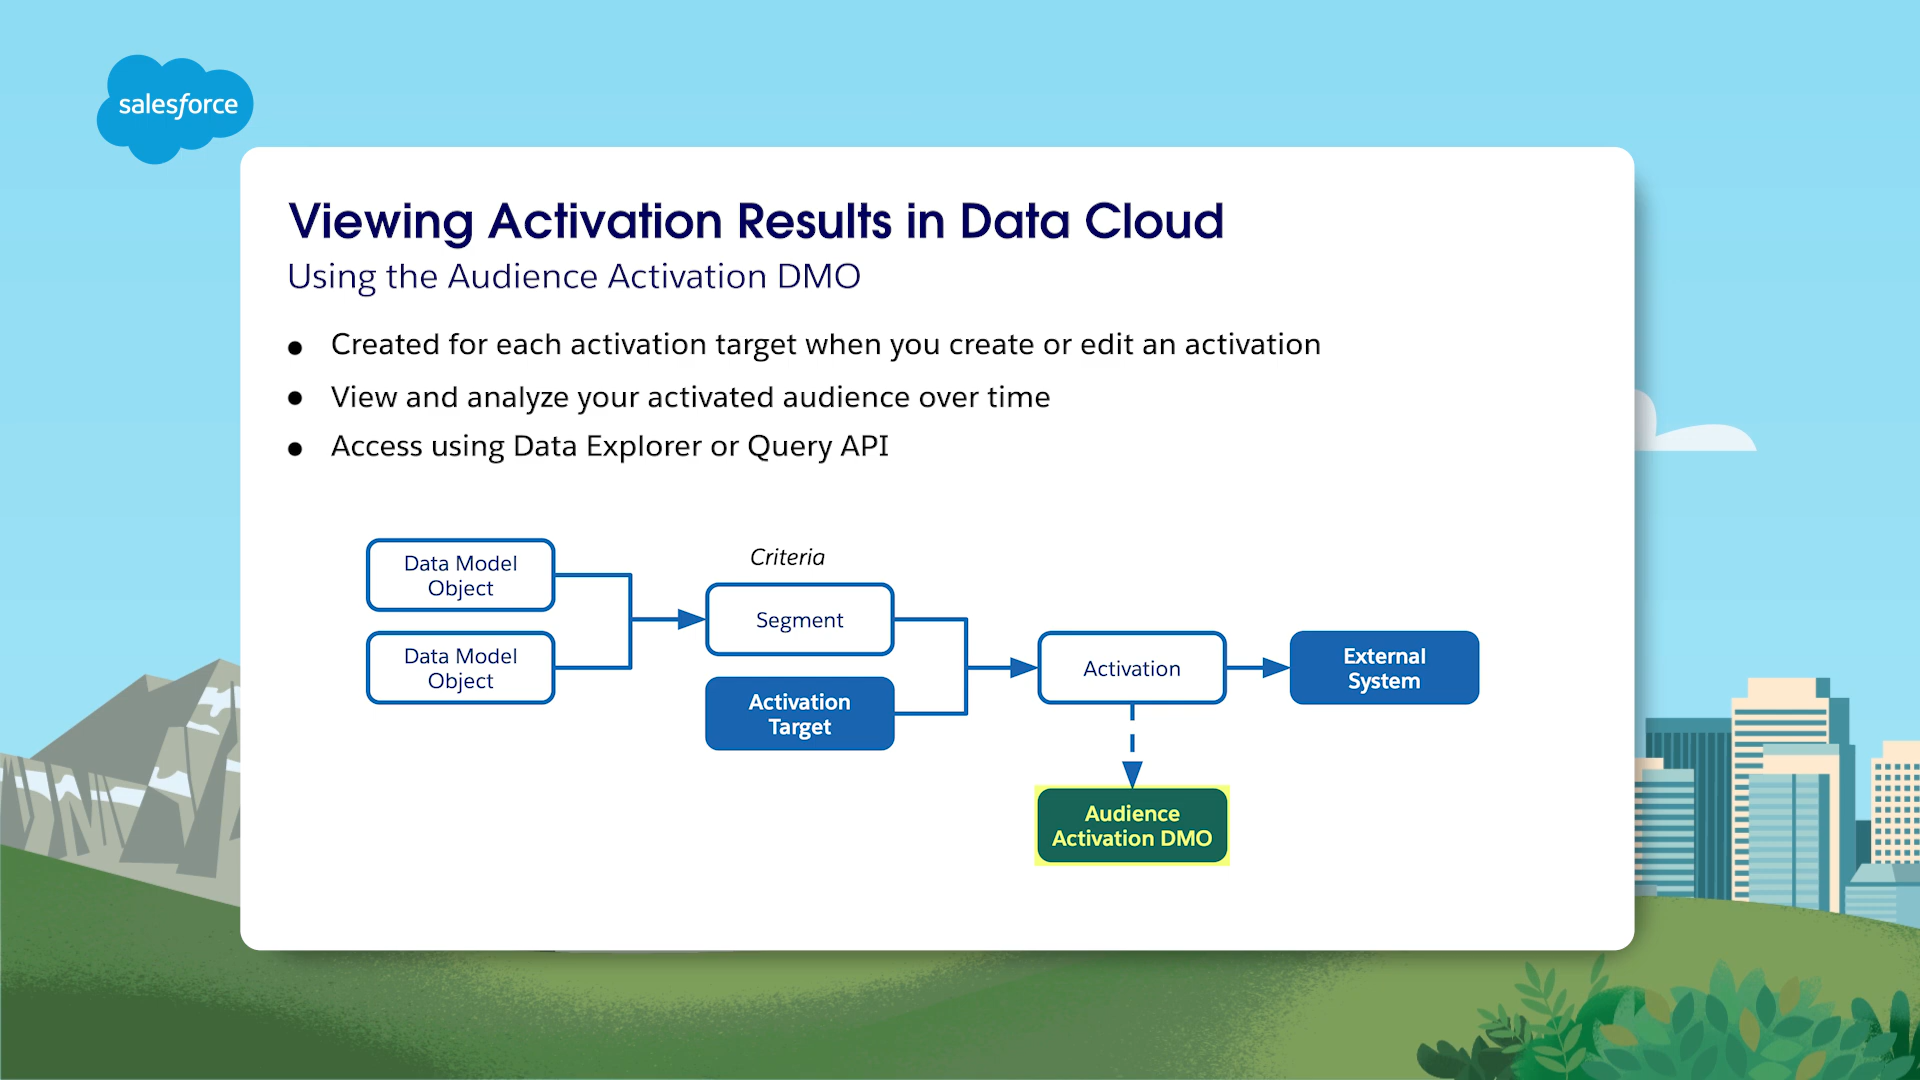 salesforce
Viewing Activation Results in Data Cloud
Using the Audience Activation DMO
● Created for each activation target when you create or edit an activation
● View and analyze your activated audience over time
● Access using Data Explorer or Query API
Data Model
Object
Data Model
Object
Criteria
Segment
Activation
Target
Activation
External
System
Audience
Activation DMO